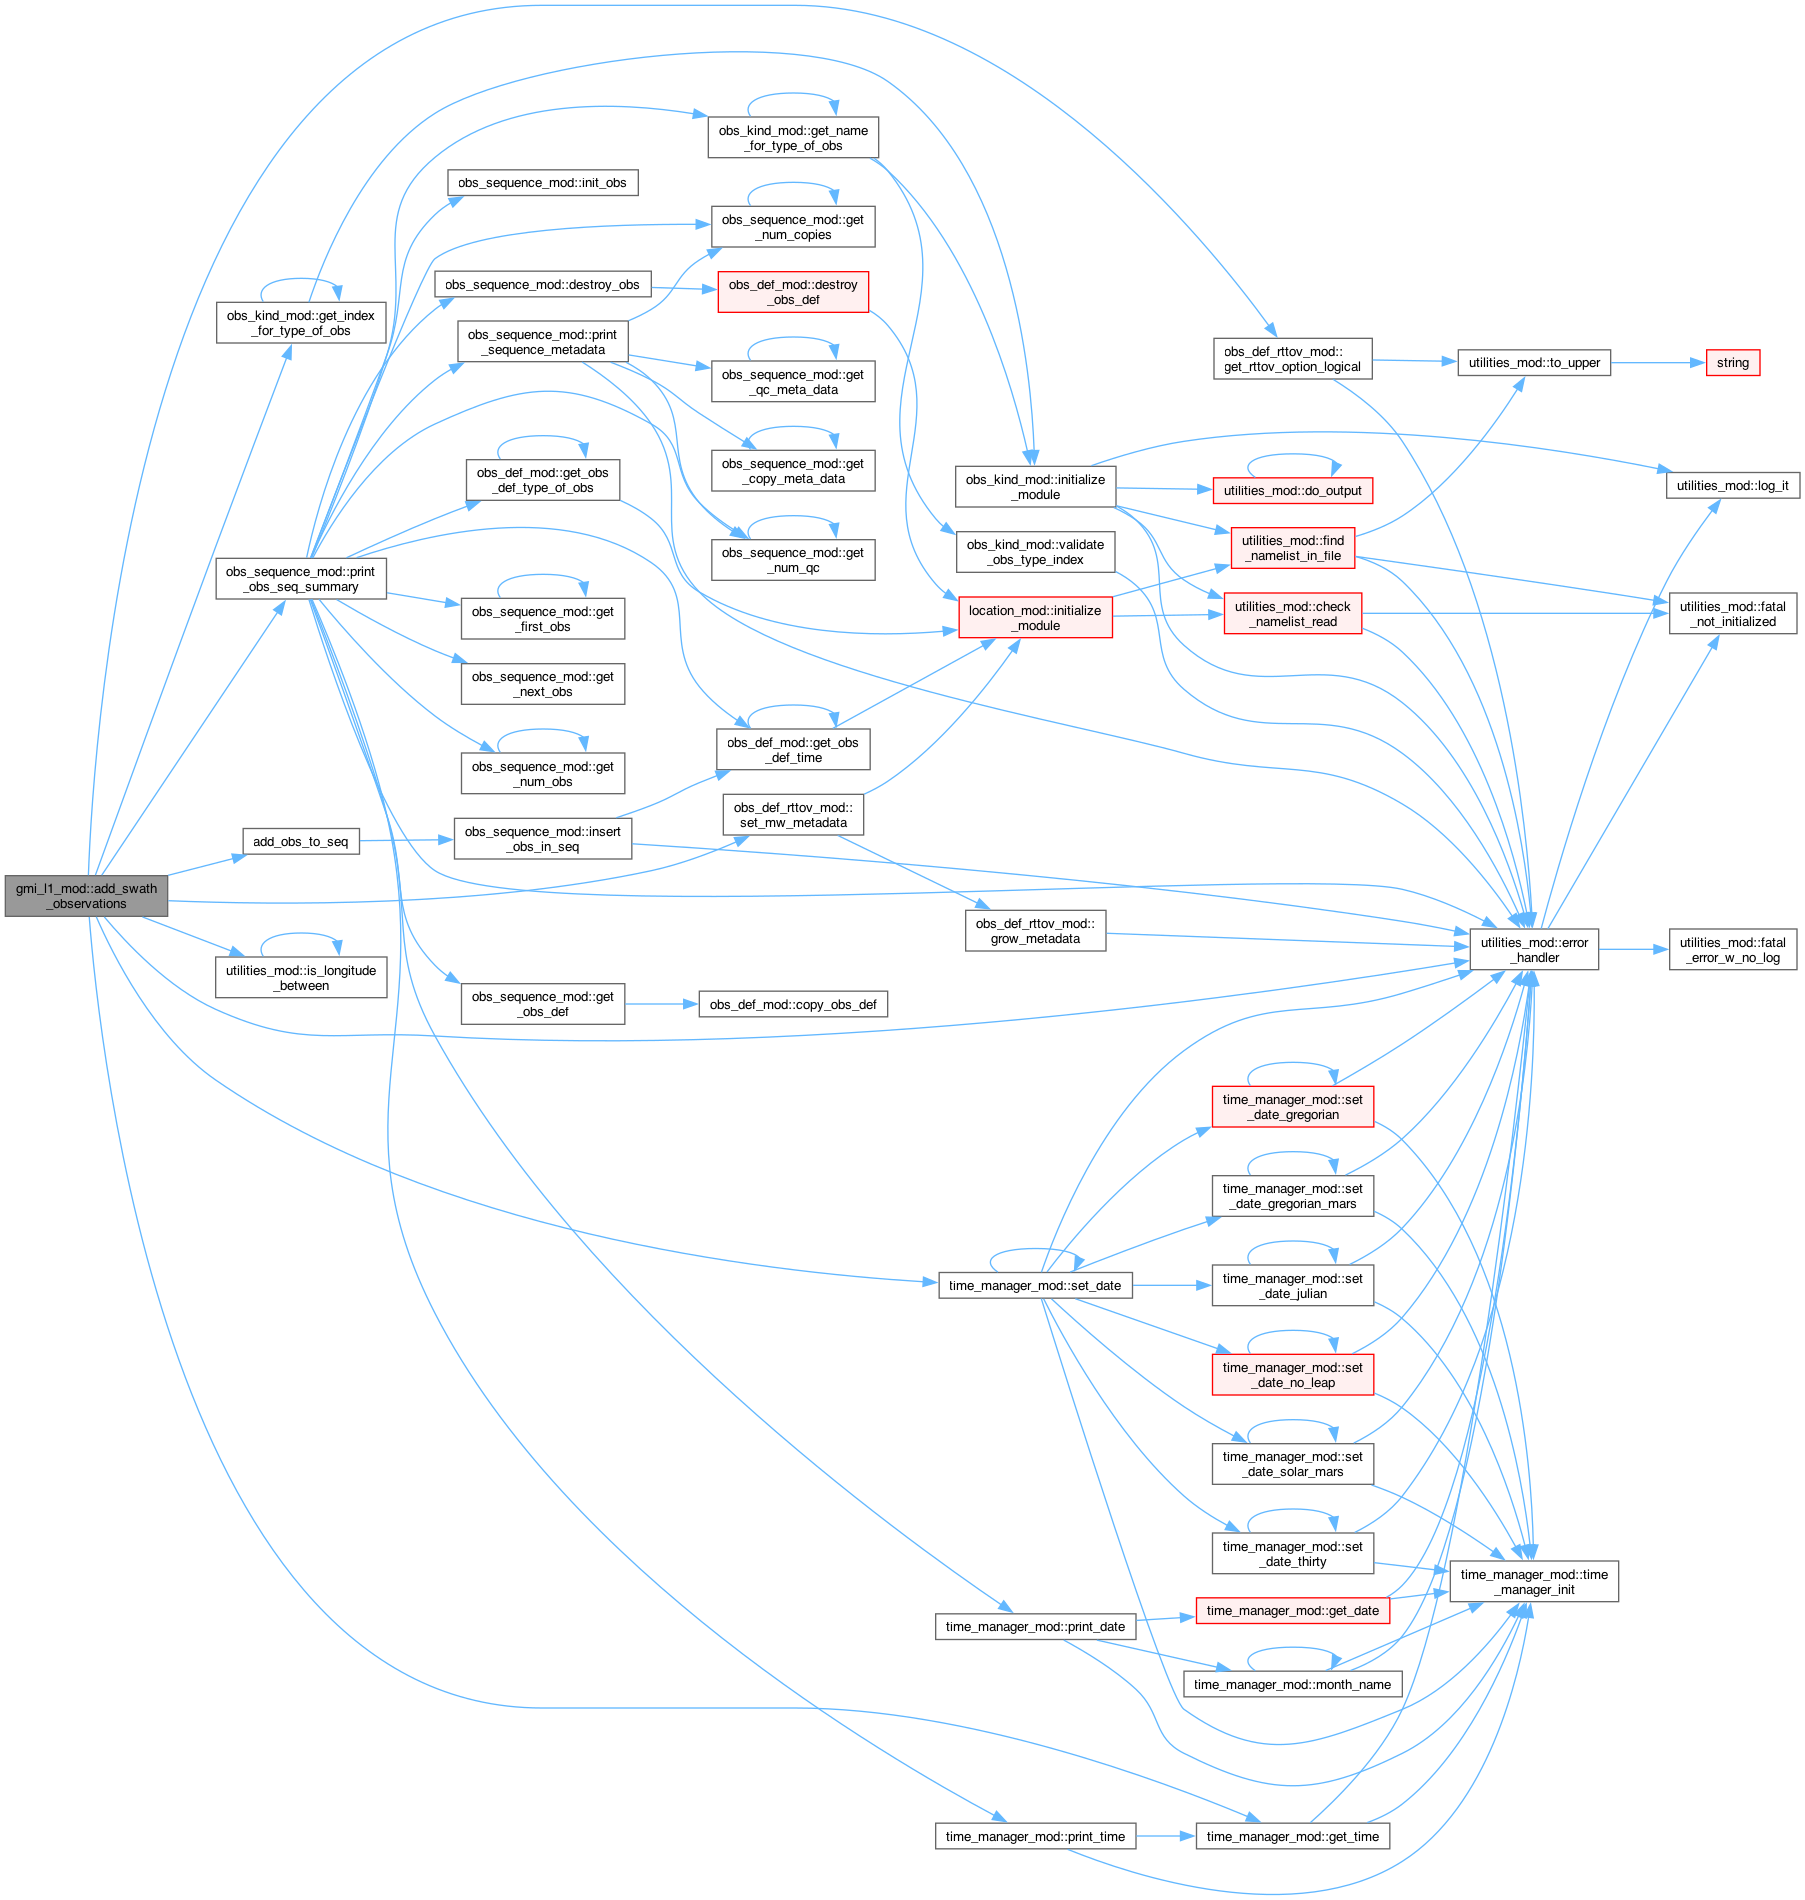 obs_kind_mod::get_name
_for_type_of_obs
obs_sequence_mod::init_obs
obs_sequence_mod::get
_num_copies
obs_sequence_mod::destroy_obs
obs_def_mod::destroy
_obs_def
obs_kind_mod::get_index
_for_type_of_obs
obs_sequence_mod::print
_sequence_metadata
obs_def_rttov_mod::
get_rttov_option_logical
utilities_mod::to_upper
string
obs_sequence_mod::get
_qc_meta_data
obs_sequence_mod::get
_copy_meta_data
obs_def_mod::get_obs
_def_type_of_obs
obs_kind_mod::initialize
_module
utilities_mod::do_output
utilities_mod::log_it
obs_sequence_mod::get
_num_qc
obs_kind_mod::validate
_obs_type_index
utilities_mod::find
_namelist_in_file
obs_sequence_mod::print
_obs_seq_summary
obs_sequence_mod::get
_first_obs
location_mod::initialize
_module
utilities_mod::check
_namelist_read
utilities_mod::fatal
_not_initialized
obs_sequence_mod::get
_next_obs
obs_def_mod::get_obs
_def_time
obs_sequence_mod::get
_num_obs
obs_def_rttov_mod::
set_mw_metadata
add_obs_to_seq
obs_sequence_mod::insert
_obs_in_seq
gmi_l1_mod::add_swath
_observations
obs_def_rttov_mod::
grow_metadata
utilities_mod::error
_handler
utilities_mod::fatal
_error_w_no_log
utilities_mod::is_longitude
_between
obs_sequence_mod::get
_obs_def
obs_def_mod::copy_obs_def
time_manager_mod::set
_date_gregorian
time_manager_mod::set
_date_gregorian_mars
time_manager_mod::set_date
time_manager_mod::set
_date_julian
time_manager_mod::set
_date_no_leap
time_manager_mod::set
_date_solar_mars
time_manager_mod::set
_date_thirty
time_manager_mod::time
_manager_init
time_manager_mod::get_date
time_manager_mod::print_date
time_manager_mod::month_name
time_manager_mod::print_time
time_manager_mod::get_time